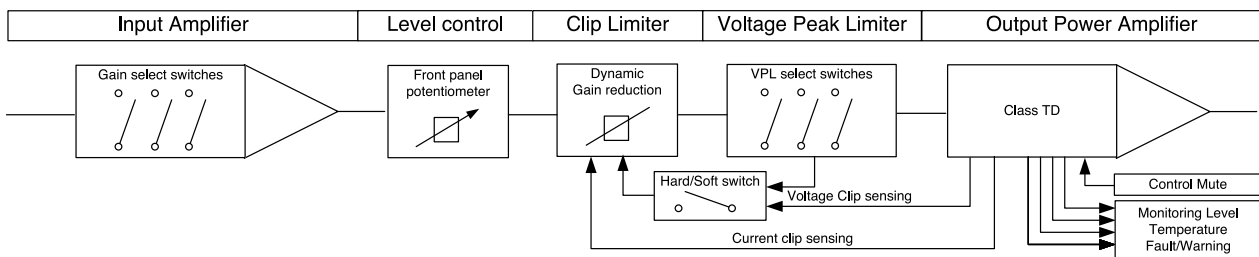 Input Amplifier
Level control
Clip Limiter
Voltage Peak Limiter
Output Power Amplifier
Gain select switches
Front panel
potentiometer
Dynamic
Gain reduction
VPL select switches
Class TD
Hard/Soft switch
Voltage Clip sensing
Current clip sensing
Control Mute
Monitoring Level
Temperature
Fault/Warning